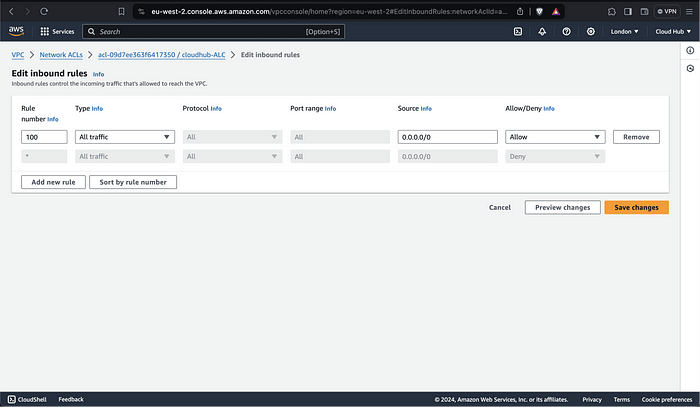 eu-west-2.console.aws.amazon.com/vpcconsole/home?region=eu-west-2#EditInboundRules:networkAclId=a...
VPN
aws
Services
Search
[Option+S]
London
Cloud Hub
VPC > Network ACLs > acl-09d7ee363f6417350 / cloudhub-ALC > Edit inbound rules
Edit inbound rules Info
Inbound rules control the incoming traffic that's allowed to reach the VPC.
Rule number Info
Type Info
Protocol Info
Port range Info
Source Info
Allow/Deny Info
100
All traffic
All
All
0.0.0.0/0
Allow
Remove
*
All traffic
All
All
0.0.0.0/0
Deny
Add new rule
Sort by rule number
Cancel
Preview changes
Save changes
CloudShell
Feedback
© 2024, Amazon Web Services, Inc. or its affiliates.
Privacy
Terms
Cookie preferences